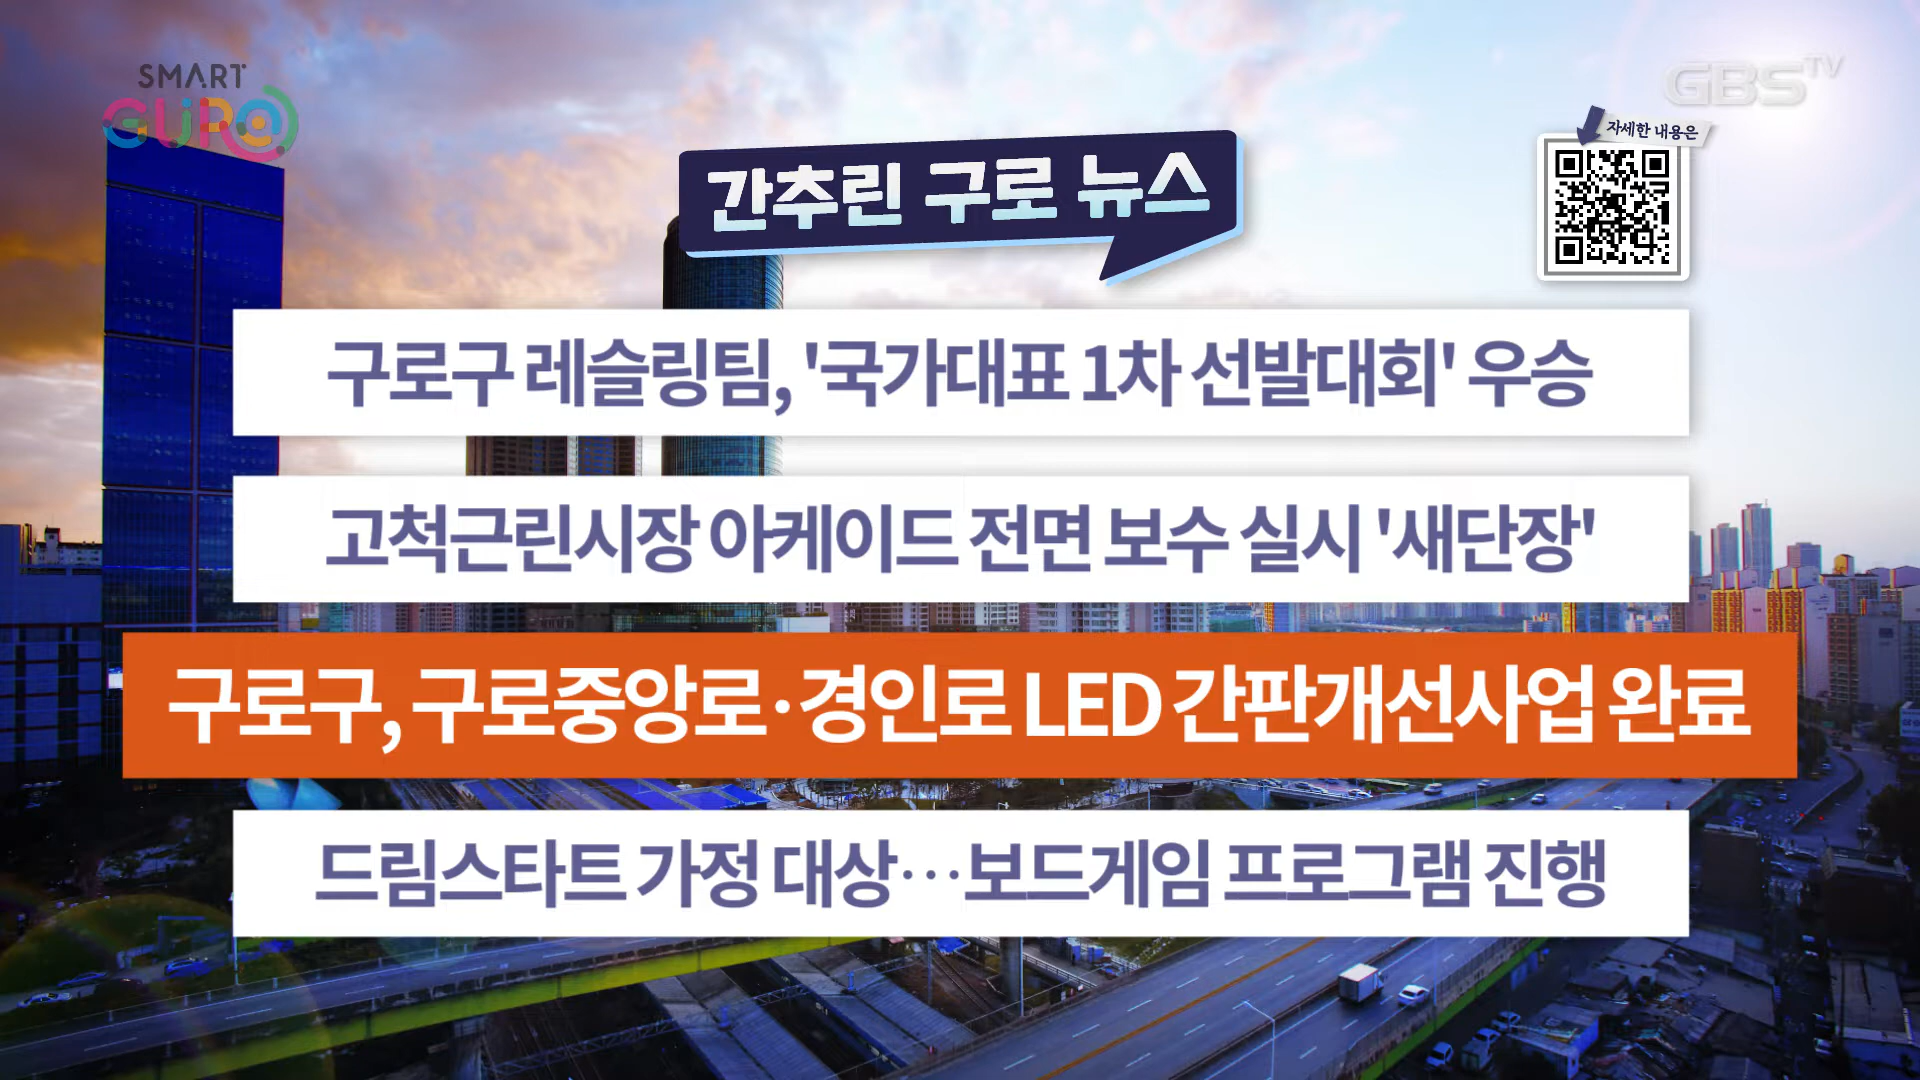 SMART
GURO
GBS TV
자세한 내용은
간추린 구로 뉴스
구로구 레슬링팀, '국가대표 1차 선발대회' 우승
고척근린시장 아케이드 전면 보수 실시 '새단장'
구로구, 구로중앙로·경인로 LED 간판개선사업 완료
드림스타트 가정 대상…보드게임 프로그램 진행